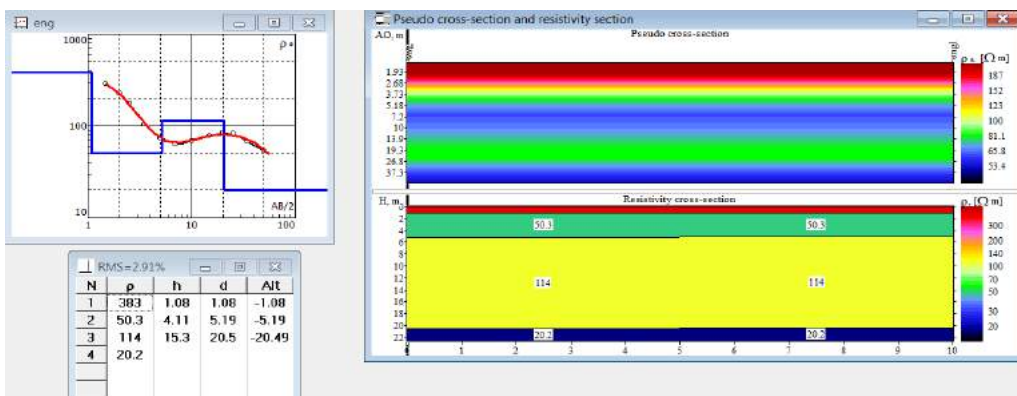 eng
1000
ρa
100
10
1
10
AB/2
100
RMS=2.91%
N ρ h d Alt
1 383 1.08 1.08 -1.08
2 50.3 4.11 5.19 -5.19
3 114 15.3 20.5 -20.49
4 20.2
Pseudo cross-section and resistivity section
AO, m
Pseudo cross-section
eng
ρa, [Ω m]
1.93
2.68
3.73
5.18
7.2
10
13.9
19.3
26.8
37.3
187
152
123
100
81.1
65.8
53.4
H, m
Resistivity cross-section
ρ, [Ω m]
0
2
4
6
8
10
12
14
16
18
20
22
50.3 50.3
114 114
20.2 20.2
0 1 2 3 4 5 6 7 8 9 10
300
200
140
100
70
50
30
20